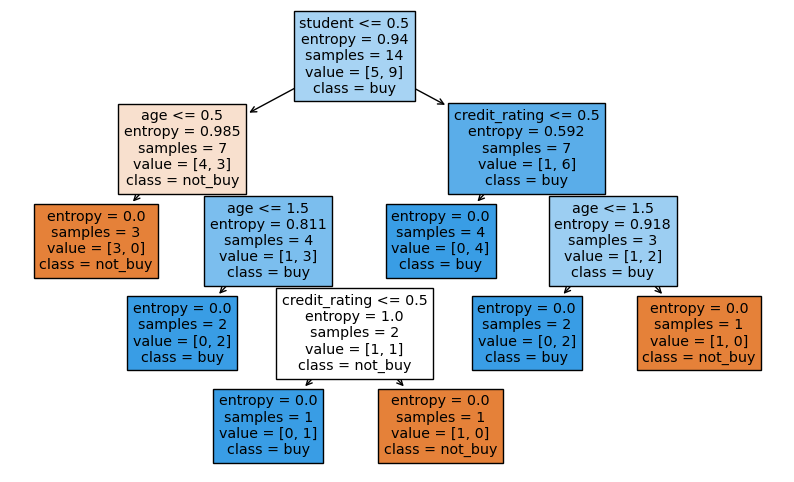 student <= 0.5
entropy = 0.94
samples = 14
value = [5, 9]
class = buy
age <= 0.5
entropy = 0.985
samples = 7
value = [4, 3]
class = not_buy
credit_rating <= 0.5
entropy = 0.592
samples = 7
value = [1, 6]
class = buy
entropy = 0.0
samples = 3
value = [3, 0]
class = not_buy
age <= 1.5
entropy = 0.811
samples = 4
value = [1, 3]
class = buy
entropy = 0.0
samples = 4
value = [0, 4]
class = buy
age <= 1.5
entropy = 0.918
samples = 3
value = [1, 2]
class = buy
entropy = 0.0
samples = 2
value = [0, 2]
class = buy
credit_rating <= 0.5
entropy = 1.0
samples = 2
value = [1, 1]
class = not_buy
entropy = 0.0
samples = 2
value = [0, 2]
class = buy
entropy = 0.0
samples = 1
value = [1, 0]
class = not_buy
entropy = 0.0
samples = 1
value = [0, 1]
class = buy
entropy = 0.0
samples = 1
value = [1, 0]
class = not_buy